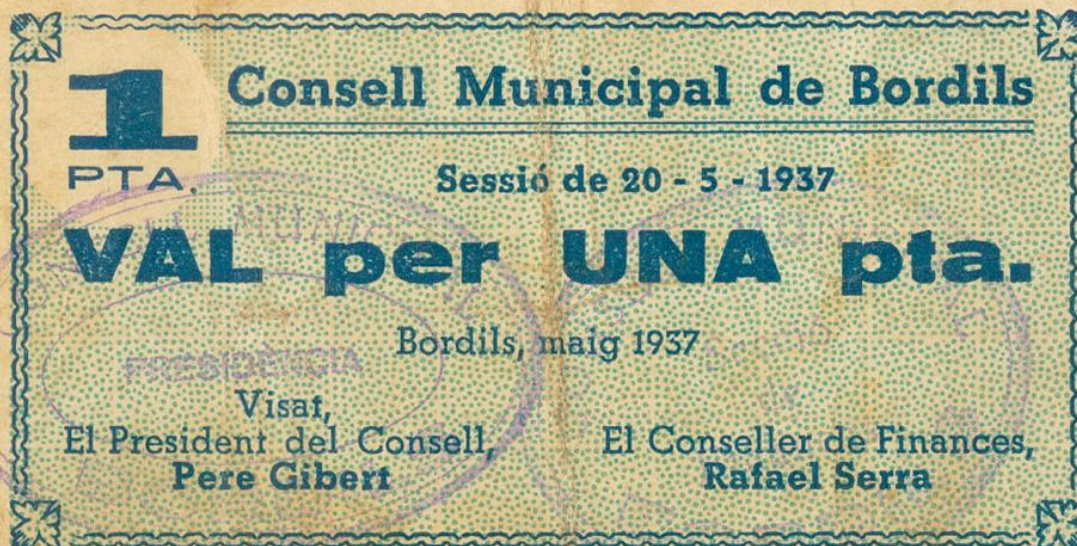 1
PTA.
Consell Municipal de Bordils
Sessió de 20 - 5 - 1937
VAL per UNA pta.
Bordils, maig 1937
PRESIDÈNCIA
Visat,
El President del Consell,
Pere Gibert
El Conseller de Finances,
Rafael Serra